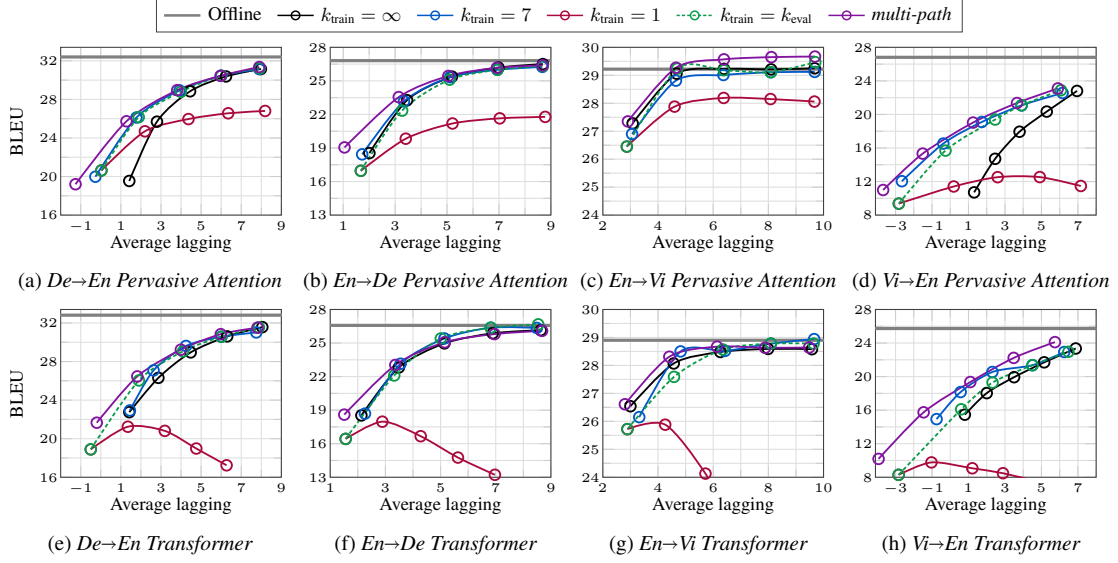 Offline k_train = ∞ k_train = 7 k_train = 1 k_train = k_eval multi-path
BLEU
32
28
24
20
16
−1 1 3 5 7 9
Average lagging
28
25
22
19
16
13
1 3 5 7 9
Average lagging
30
29
28
27
26
25
24
2 4 6 8 10
Average lagging
28
24
20
16
12
8
−3 −1 1 3 5 7
Average lagging
(a) De→En Pervasive Attention (b) En→De Pervasive Attention (c) En→Vi Pervasive Attention (d) Vi→En Pervasive Attention
BLEU
32
28
24
20
16
−1 1 3 5 7 9
Average lagging
28
25
22
19
16
13
1 3 5 7 9
Average lagging
30
29
28
27
26
25
24
2 4 6 8 10
Average lagging
28
24
20
16
12
8
−3 −1 1 3 5 7
Average lagging
(e) De→En Transformer (f) En→De Transformer (g) En→Vi Transformer (h) Vi→En Transformer